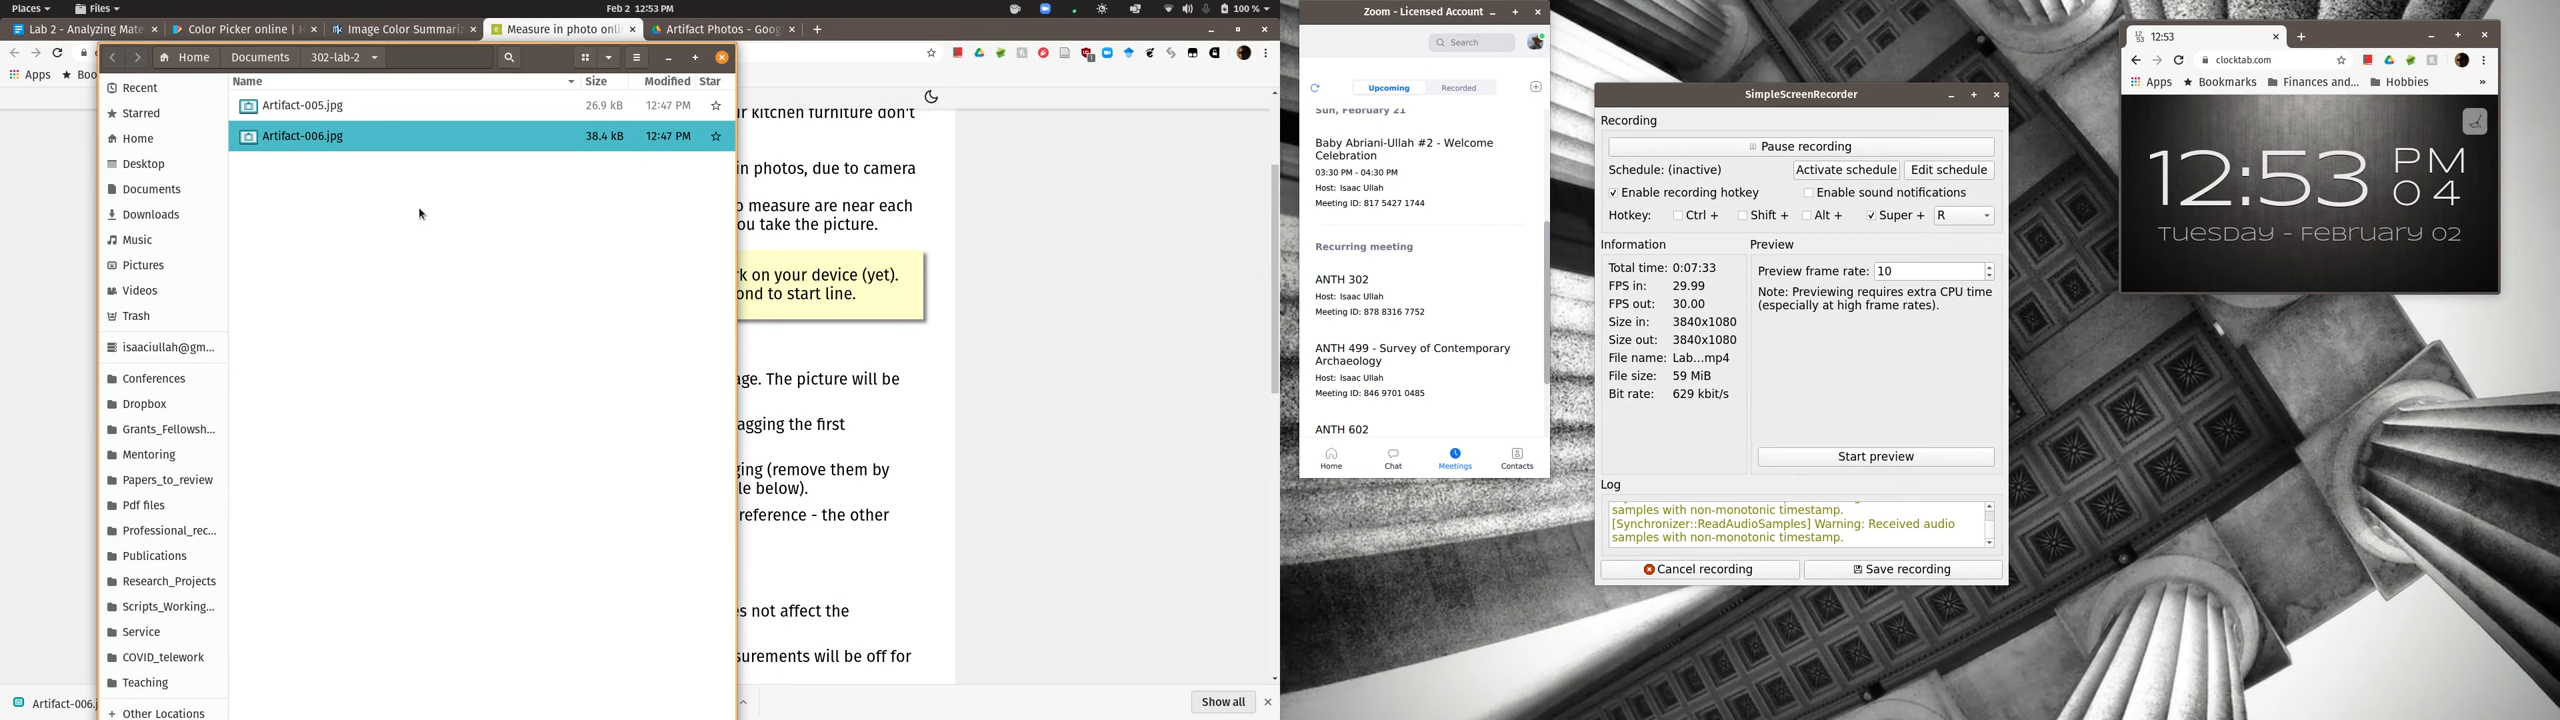 Places
Files
Feb 2 12:53 PM
100 %
Lab 2 - Analyzing Mate
Color Picker online | H
Image Color Summariz
Measure in photo onli
Artifact Photos - Goog
Apps
Boo
Home
Documents
302-lab-2
Name
Size
Modified
Star
Recent
Starred
Home
Desktop
Documents
Downloads
Music
Pictures
Videos
Trash
isaaciullah@gm...
Conferences
Dropbox
Grants_Fellowsh...
Mentoring
Papers_to_review
Pdf files
Professional_rec...
Publications
Research_Projects
Scripts_Working...
Service
COVID_telework
Teaching
Other Locations
Artifact-005.jpg
26.9 kB
12:47 PM
Artifact-006.jpg
38.4 kB
12:47 PM
r kitchen furniture don't
in photos, due to camera
o measure are near each
ou take the picture.
rk on your device (yet).
ond to start line.
age. The picture will be
agging the first
ging (remove them by
le below).
reference - the other
es not affect the
surements will be off for
Artifact-006.j
Show all
Zoom - Licensed Account
Search
Upcoming
Recorded
Sun, February 21
Baby Abriani-Ullah #2 - Welcome
Celebration
03:30 PM - 04:30 PM
Host: Isaac Ullah
Meeting ID: 817 5427 1744
Recurring meeting
ANTH 302
Host: Isaac Ullah
Meeting ID: 878 8316 7752
ANTH 499 - Survey of Contemporary
Archaeology
Host: Isaac Ullah
Meeting ID: 846 9701 0485
ANTH 602
Home
Chat
Meetings
Contacts
SimpleScreenRecorder
Recording
Pause recording
Schedule: (inactive)
Activate schedule
Edit schedule
Enable recording hotkey
Enable sound notifications
Hotkey:
Ctrl +
Shift +
Alt +
Super +
R
Information
Total time: 0:07:33
FPS in: 29.99
FPS out: 30.00
Size in: 3840x1080
Size out: 3840x1080
File name: Lab...mp4
File size: 59 MiB
Bit rate: 629 kbit/s
Preview
Preview frame rate: 10
Note: Previewing requires extra CPU time
(especially at high frame rates).
Start preview
Log
samples with non-monotonic timestamp.
[Synchronizer::ReadAudioSamples] Warning: Received audio
samples with non-monotonic timestamp.
Cancel recording
Save recording
12:53
clocktab.com
Apps
Bookmarks
Finances and...
Hobbies
»
12:53
PM
04
Tuesday - February 02